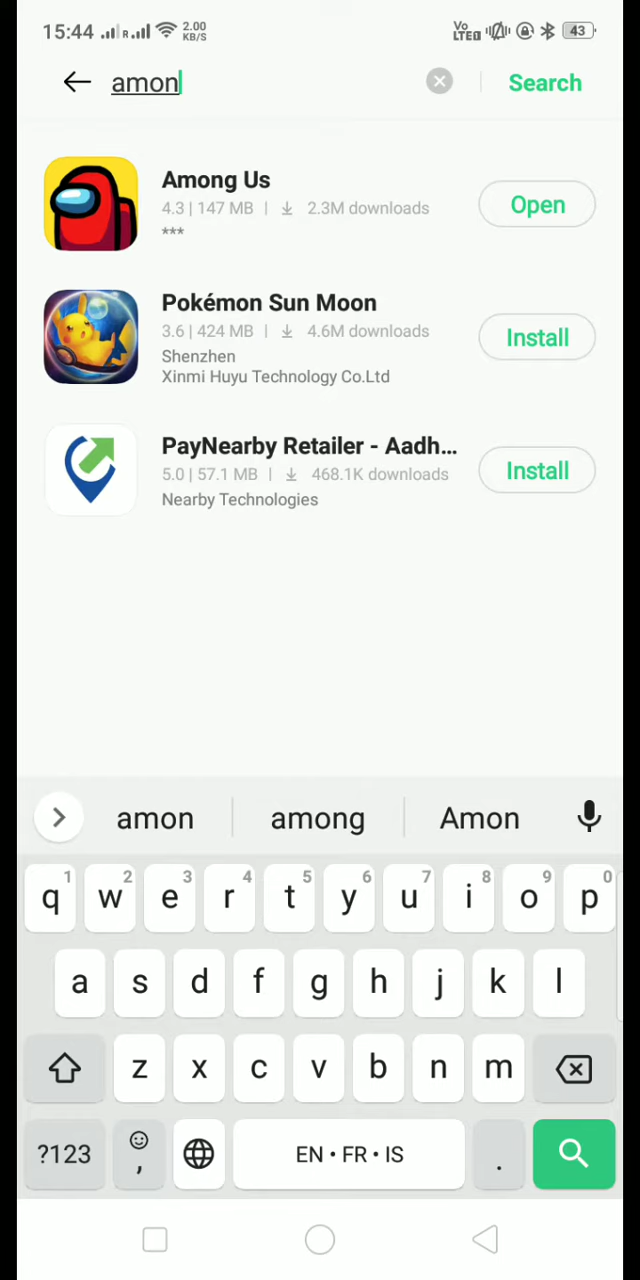 15:44 R 2.00 KB/S Vo LTE1 43
amon Search
Among Us
4.3 | 147 MB | 2.3M downloads
***
Open
Pokémon Sun Moon
3.6 | 424 MB | 4.6M downloads
Shenzhen
Xinmi Huyu Technology Co.Ltd
Install
PayNearby Retailer - Aadh...
5.0 | 57.1 MB | 468.1K downloads
Nearby Technologies
Install
amon among Amon
1 2 3 4 5 6 7 8 9 0
q w e r t y u i o p
a s d f g h j k l
z x c v b n m
?123 , EN • FR • IS .